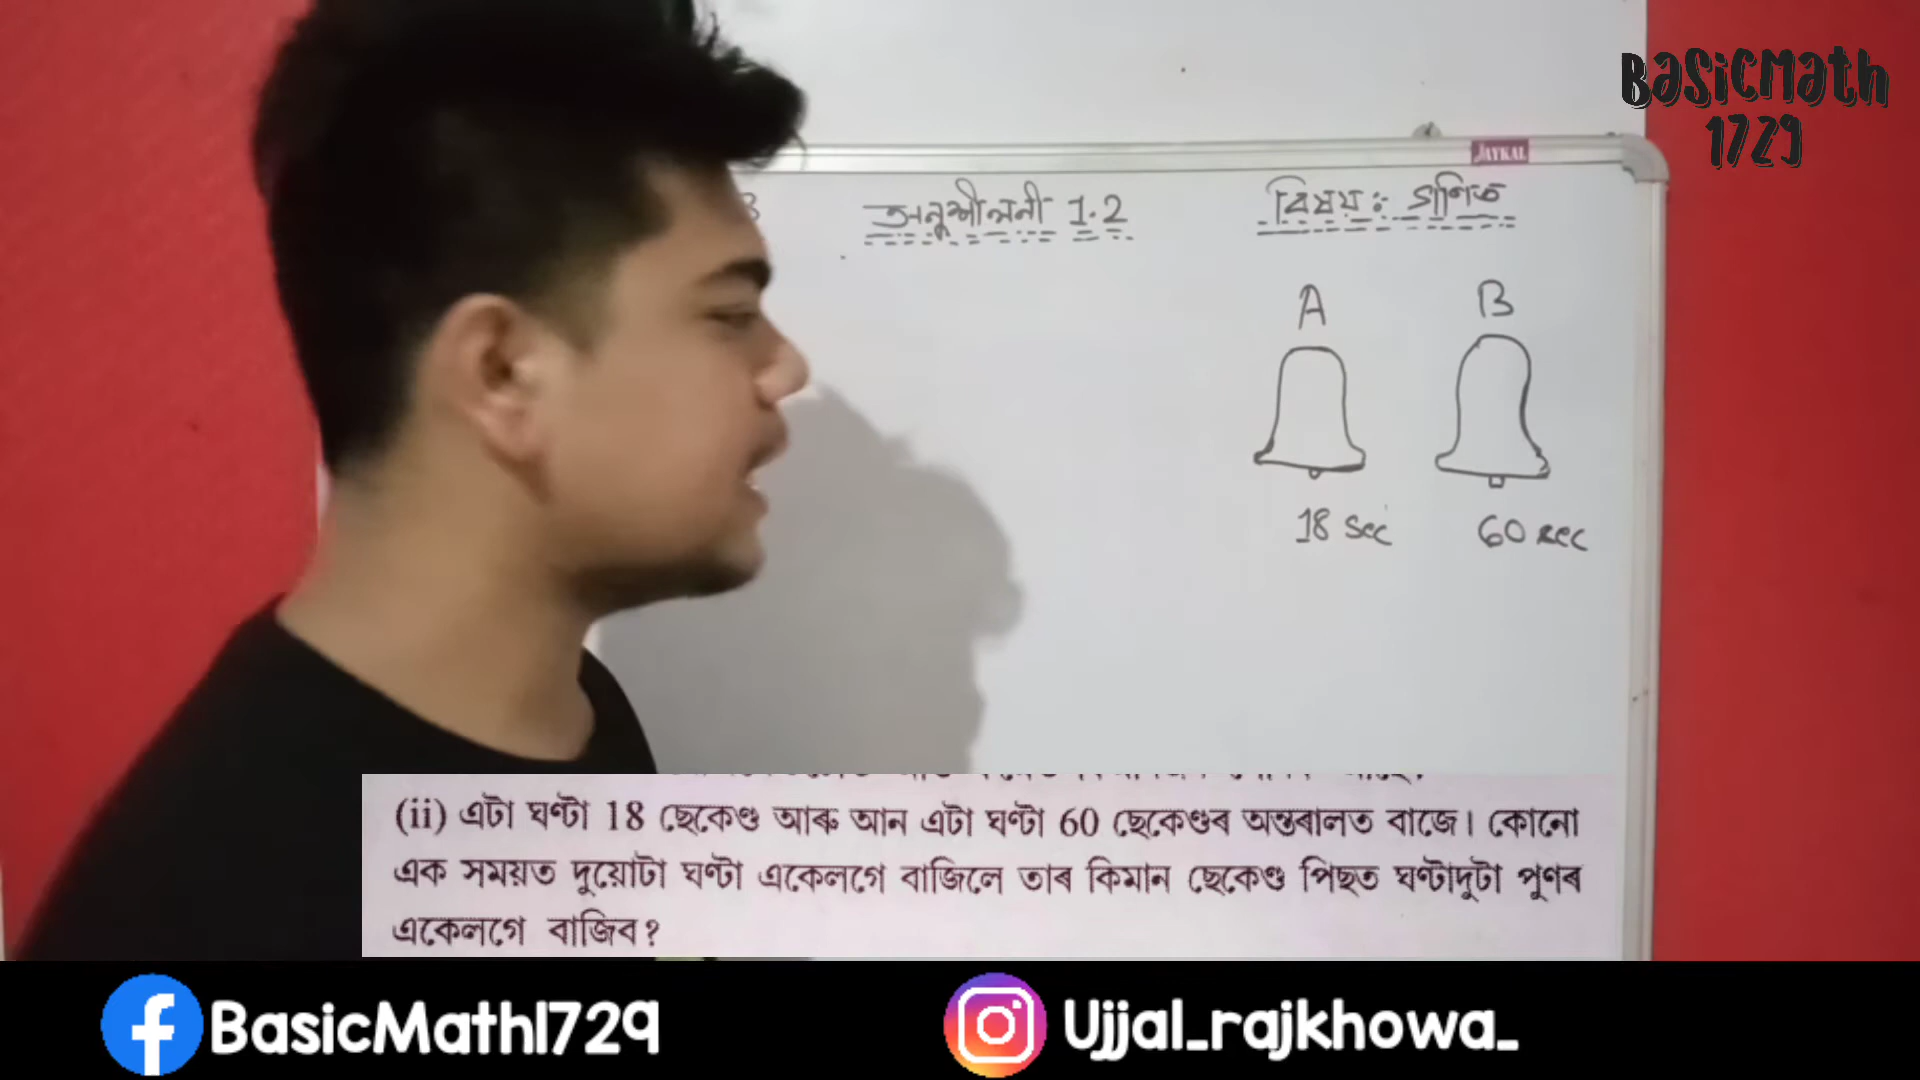 BasicMath
1729
JAYKAL
অনুশীলনী 1.2
বিষয় : গণিত
A B
18 sec 60 sec
(ii) এটা ঘণ্টা 18 ছেকেণ্ড আৰু আন এটা ঘণ্টা 60 ছেকেণ্ডৰ অন্তৰালত বাজে। কোনো
এক সময়ত দুয়োটা ঘণ্টা একেলগে বাজিলে তাৰ কিমান ছেকেণ্ড পিছত ঘণ্টাদুটা পুণৰ
একেলগে বাজিব?
BasicMath1729
Ujjal_rajkhowa_